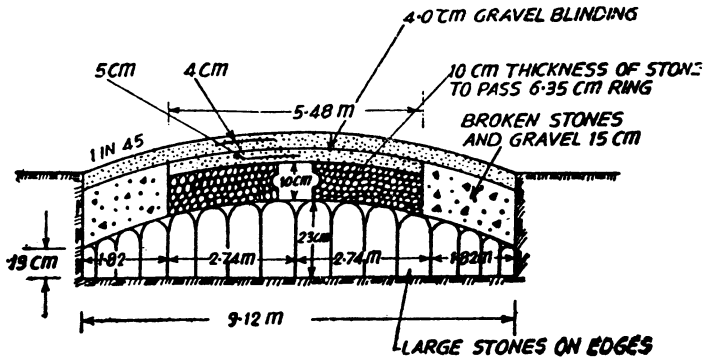 4.0 CM GRAVEL BLINDING
5CM
4CM
10 CM THICKNESS OF STONE
TO PASS 6.35 CM RING
5.48 M
BROKEN STONES
AND GRAVEL 15 CM
1 IN 45
10CM
23CM
19 CM
1.82
2.74M
2.74M
1.82M
9.12 M
LARGE STONES ON EDGES